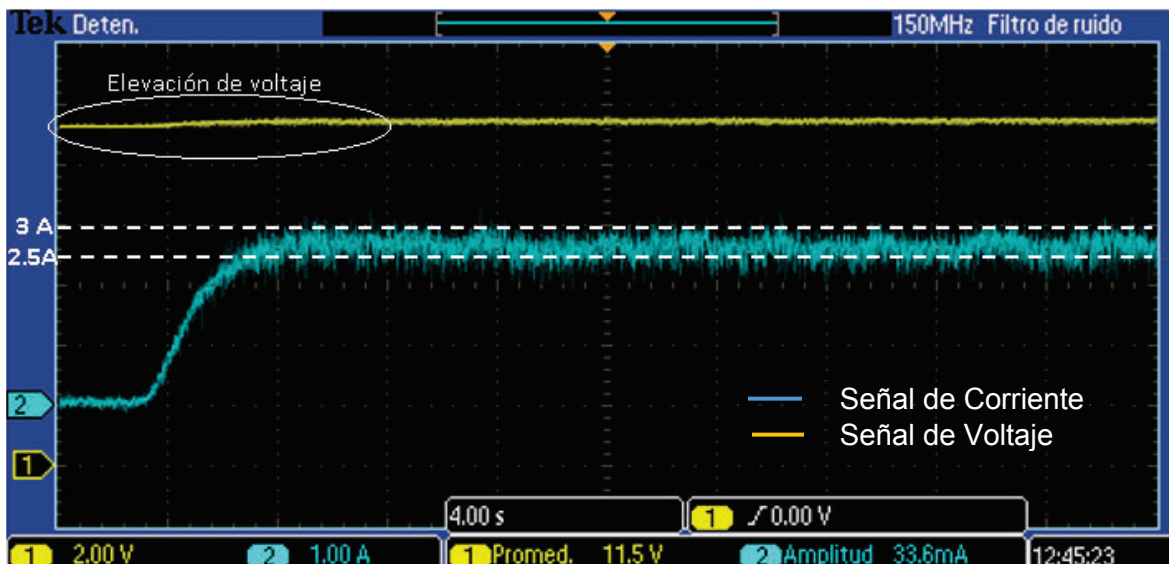 Tek Deten.
150MHz Filtro de ruido
Elevación de voltaje
3 A
2.5A
2
Señal de Corriente
Señal de Voltaje
1
4.00 s
1 0.00 V
1 2.00 V
2 1.00 A
1 Promed. 11.5 V
2 Amplitud 33.6mA
12:45:23